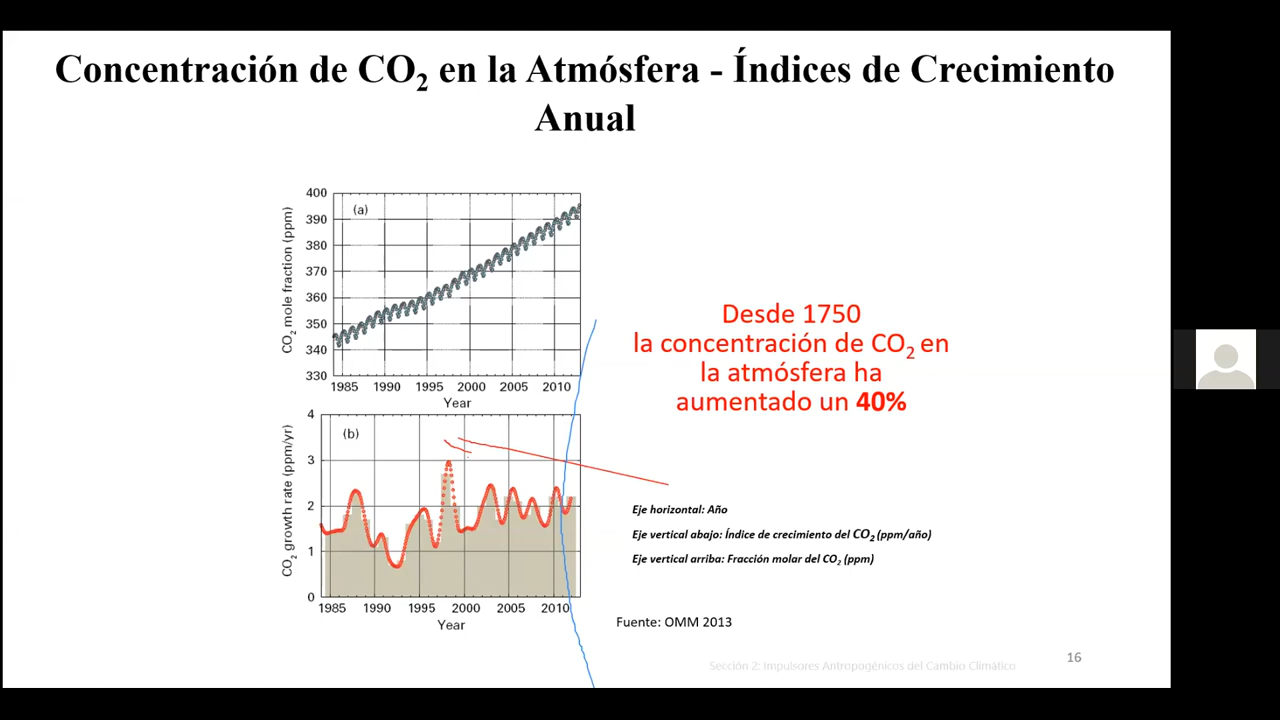 Concentración de CO₂ en la Atmósfera - Índices de Crecimiento
Anual
400
390
380
370
360
350
340
330
CO₂ mole fraction (ppm)
(a)
1985 1990 1995 2000 2005 2010
Year
4
3
2
1
0
CO₂ growth rate (ppm/yr)
(b)
1985 1990 1995 2000 2005 2010
Year
Desde 1750
la concentración de CO₂ en
la atmósfera ha
aumentado un 40%
Eje horizontal: Año
Eje vertical abajo: Índice de crecimiento del CO₂ (ppm/año)
Eje vertical arriba: Fracción molar del CO₂ (ppm)
Fuente: OMM 2013
Sección 2: Impulsores Antropogénicos del Cambio Climático
16